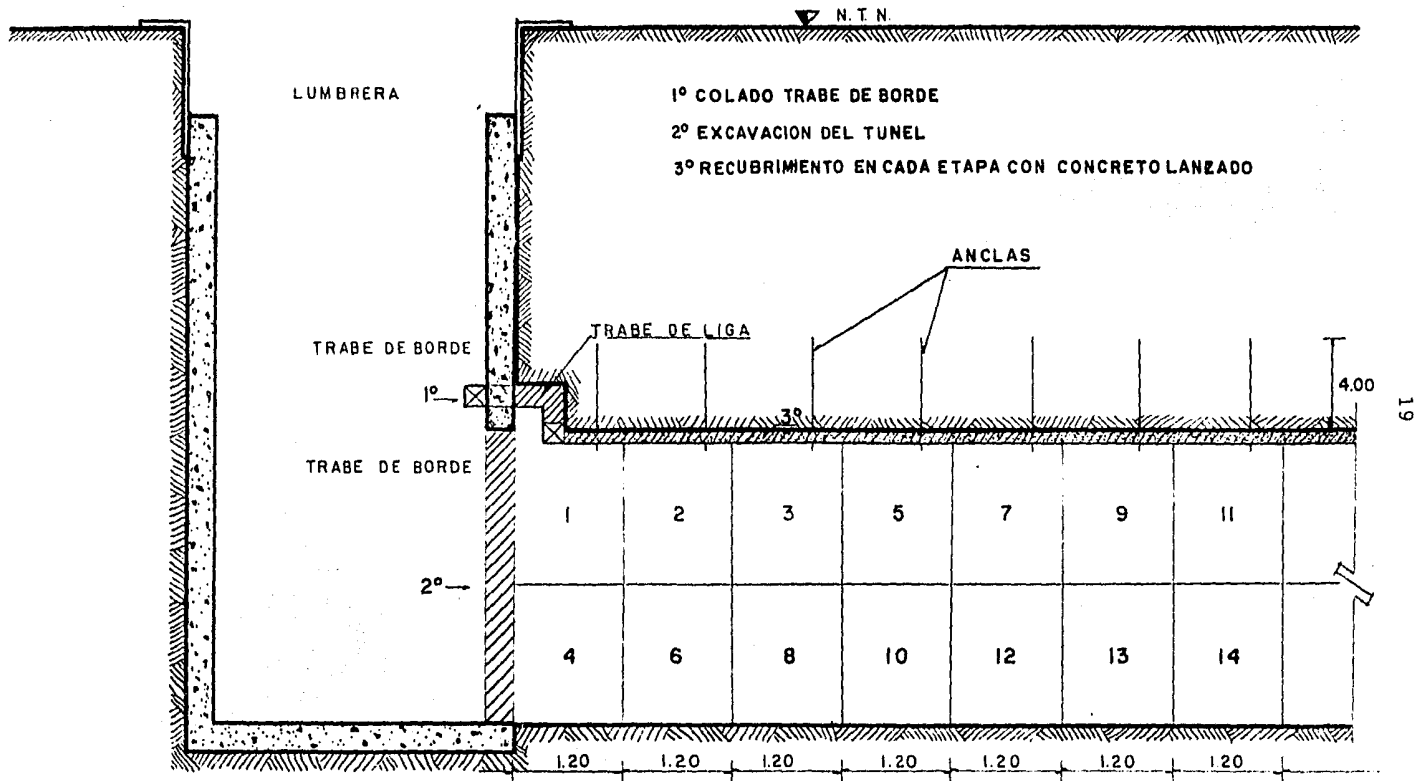 N. T. N.
LUMBRERA
1º COLADO TRABE DE BORDE
2º EXCAVACION DEL TUNEL
3º RECUBRIMIENTO EN CADA ETAPA CON CONCRETO LANZADO
ANCLAS
TRABE DE LIGA
TRABE DE BORDE
1º
3º
4.00
19
TRABE DE BORDE
1 2 3 5 7 9 11
2º
4 6 8 10 12 13 14
1.20 1.20 1.20 1.20 1.20 1.20 1.20